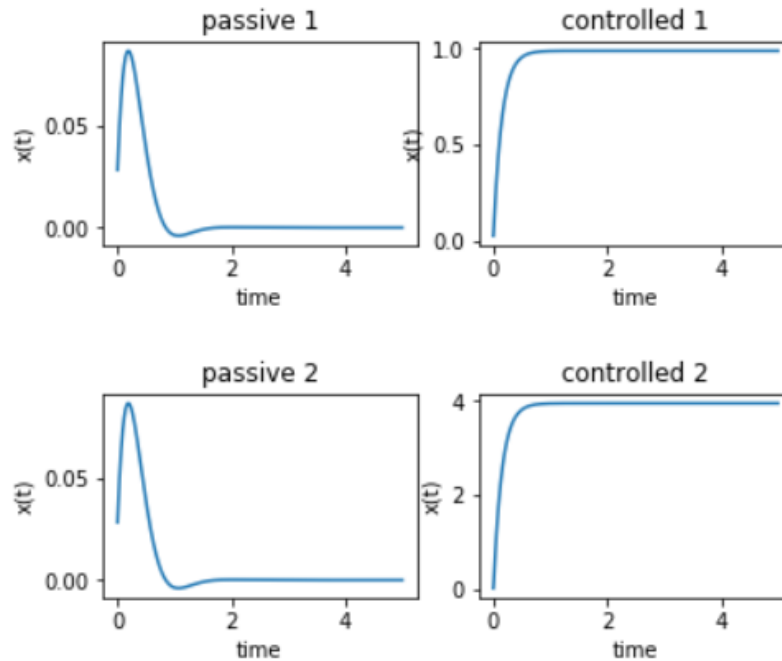 passive 1
controlled 1
x(t)
0.05
0.00
0 2 4
time
x(t)
1.0
0.5
0.0
0 2 4
time
passive 2
controlled 2
x(t)
0.05
0.00
0 2 4
time
x(t)
4
2
0
0 2 4
time